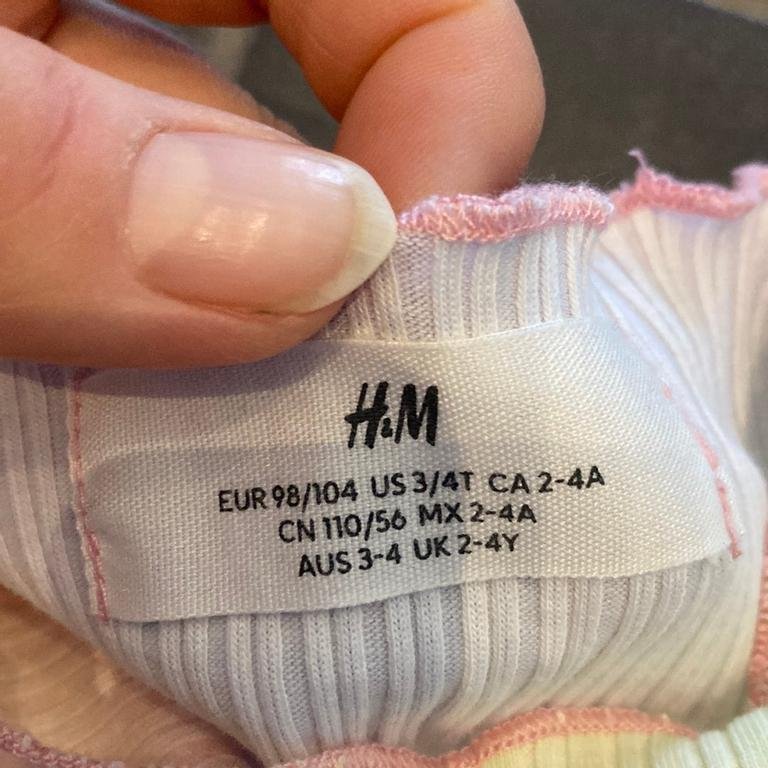 H&M
EUR 98/104 US 3/4T CA 2-4A
CN 110/56 MX 2-4A
AUS 3-4 UK 2-4Y